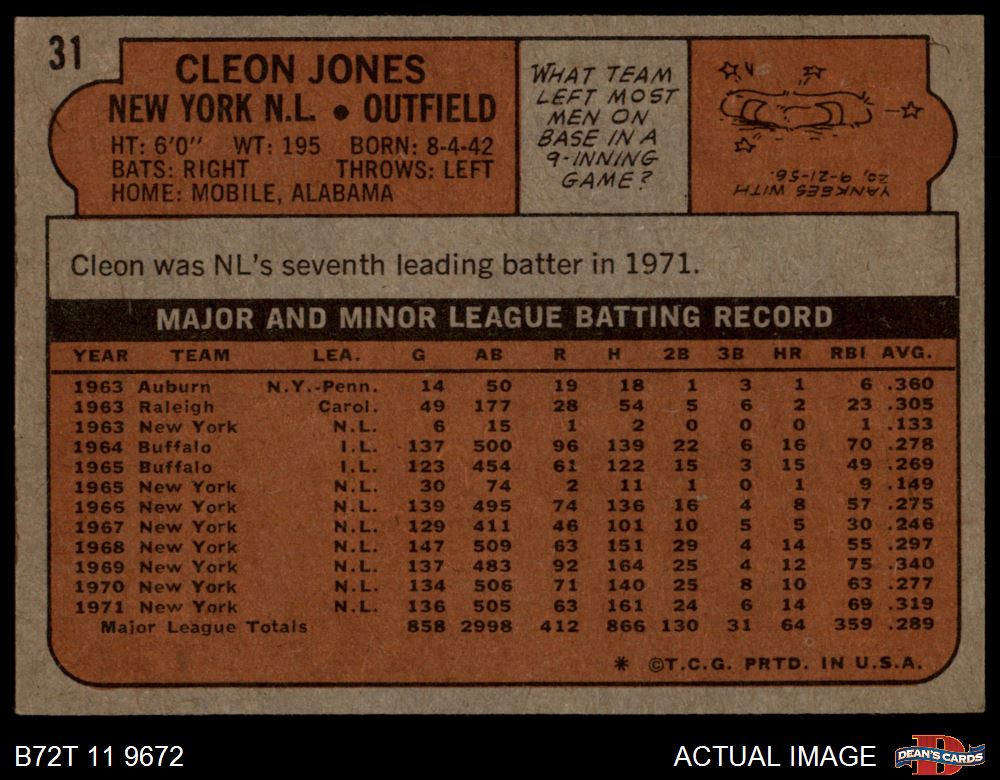 31
CLEON JONES
NEW YORK N.L. • OUTFIELD
HT: 6'0" WT: 195 BORN: 8-4-42
BATS: RIGHT THROWS: LEFT
HOME: MOBILE, ALABAMA
WHAT TEAM
LEFT MOST
MEN ON
BASE IN A
9-INNING
GAME?
YANKEES WITH
20, 9-21-56.
Cleon was NL's seventh leading batter in 1971.
MAJOR AND MINOR LEAGUE BATTING RECORD
YEAR TEAM LEA. G AB R H 2B 3B HR RBI AVG.
1963 Auburn N.Y.-Penn. 14 50 19 18 1 3 1 6 .360
1963 Raleigh Carol. 49 177 28 54 5 6 2 23 .305
1963 New York N.L. 6 15 1 2 0 0 0 1 .133
1964 Buffalo I.L. 137 500 96 139 22 6 16 70 .278
1965 Buffalo I.L. 123 454 61 122 15 3 15 49 .269
1965 New York N.L. 30 74 2 11 1 0 1 9 .149
1966 New York N.L. 139 495 74 136 16 4 8 57 .275
1967 New York N.L. 129 411 46 101 10 5 5 30 .246
1968 New York N.L. 147 509 63 151 29 4 14 55 .297
1969 New York N.L. 137 483 92 164 25 4 12 75 .340
1970 New York N.L. 134 506 71 140 25 8 10 63 .277
1971 New York N.L. 136 505 63 161 24 6 14 69 .319
Major League Totals 858 2998 412 866 130 31 64 359 .289
* ©T.C.G. PRTD. IN U.S.A.
B72T 11 9672
ACTUAL IMAGE
D
DEAN'S CARDS